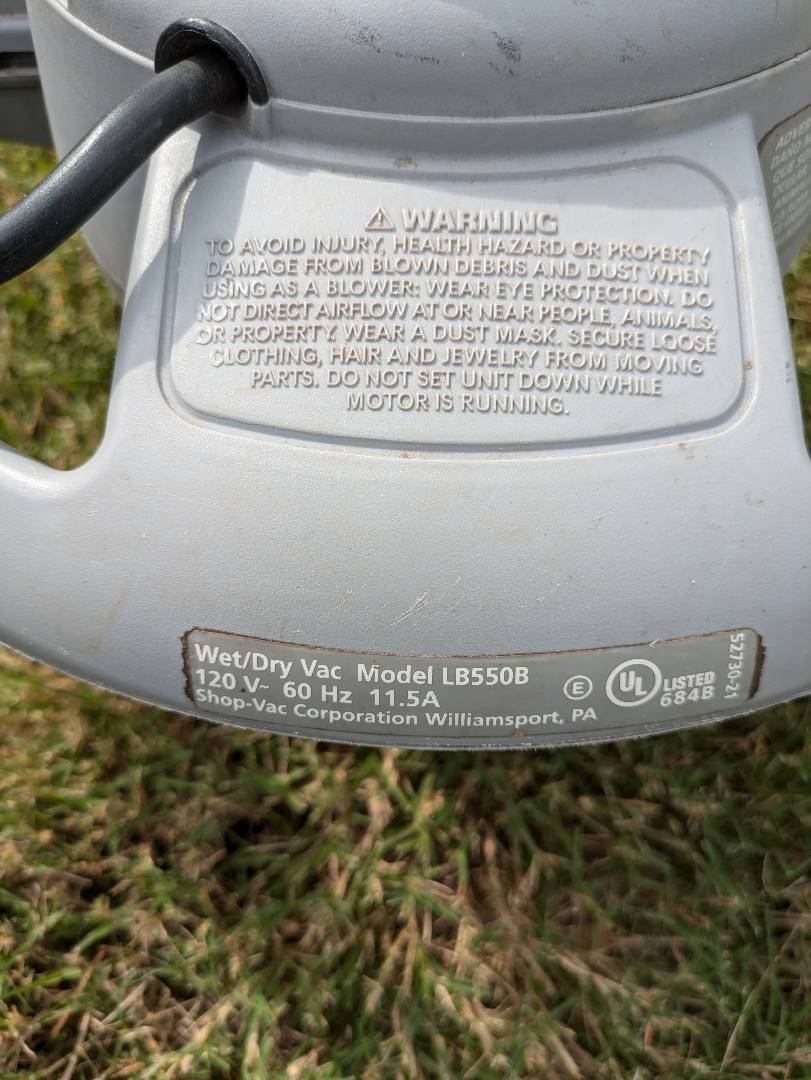 ⚠ WARNING
TO AVOID INJURY, HEALTH HAZARD OR PROPERTY
DAMAGE FROM BLOWN DEBRIS AND DUST WHEN
USING AS A BLOWER: WEAR EYE PROTECTION. DO
NOT DIRECT AIRFLOW AT OR NEAR PEOPLE, ANIMALS,
OR PROPERTY. WEAR A DUST MASK. SECURE LOOSE
CLOTHING, HAIR AND JEWELRY FROM MOVING
PARTS. DO NOT SET UNIT DOWN WHILE
MOTOR IS RUNNING.
QUE
Wet/Dry Vac Model LB550B
120 V~ 60 Hz 11.5A
Shop-Vac Corporation Williamsport, PA
E
UL
LISTED
684B
52730-21